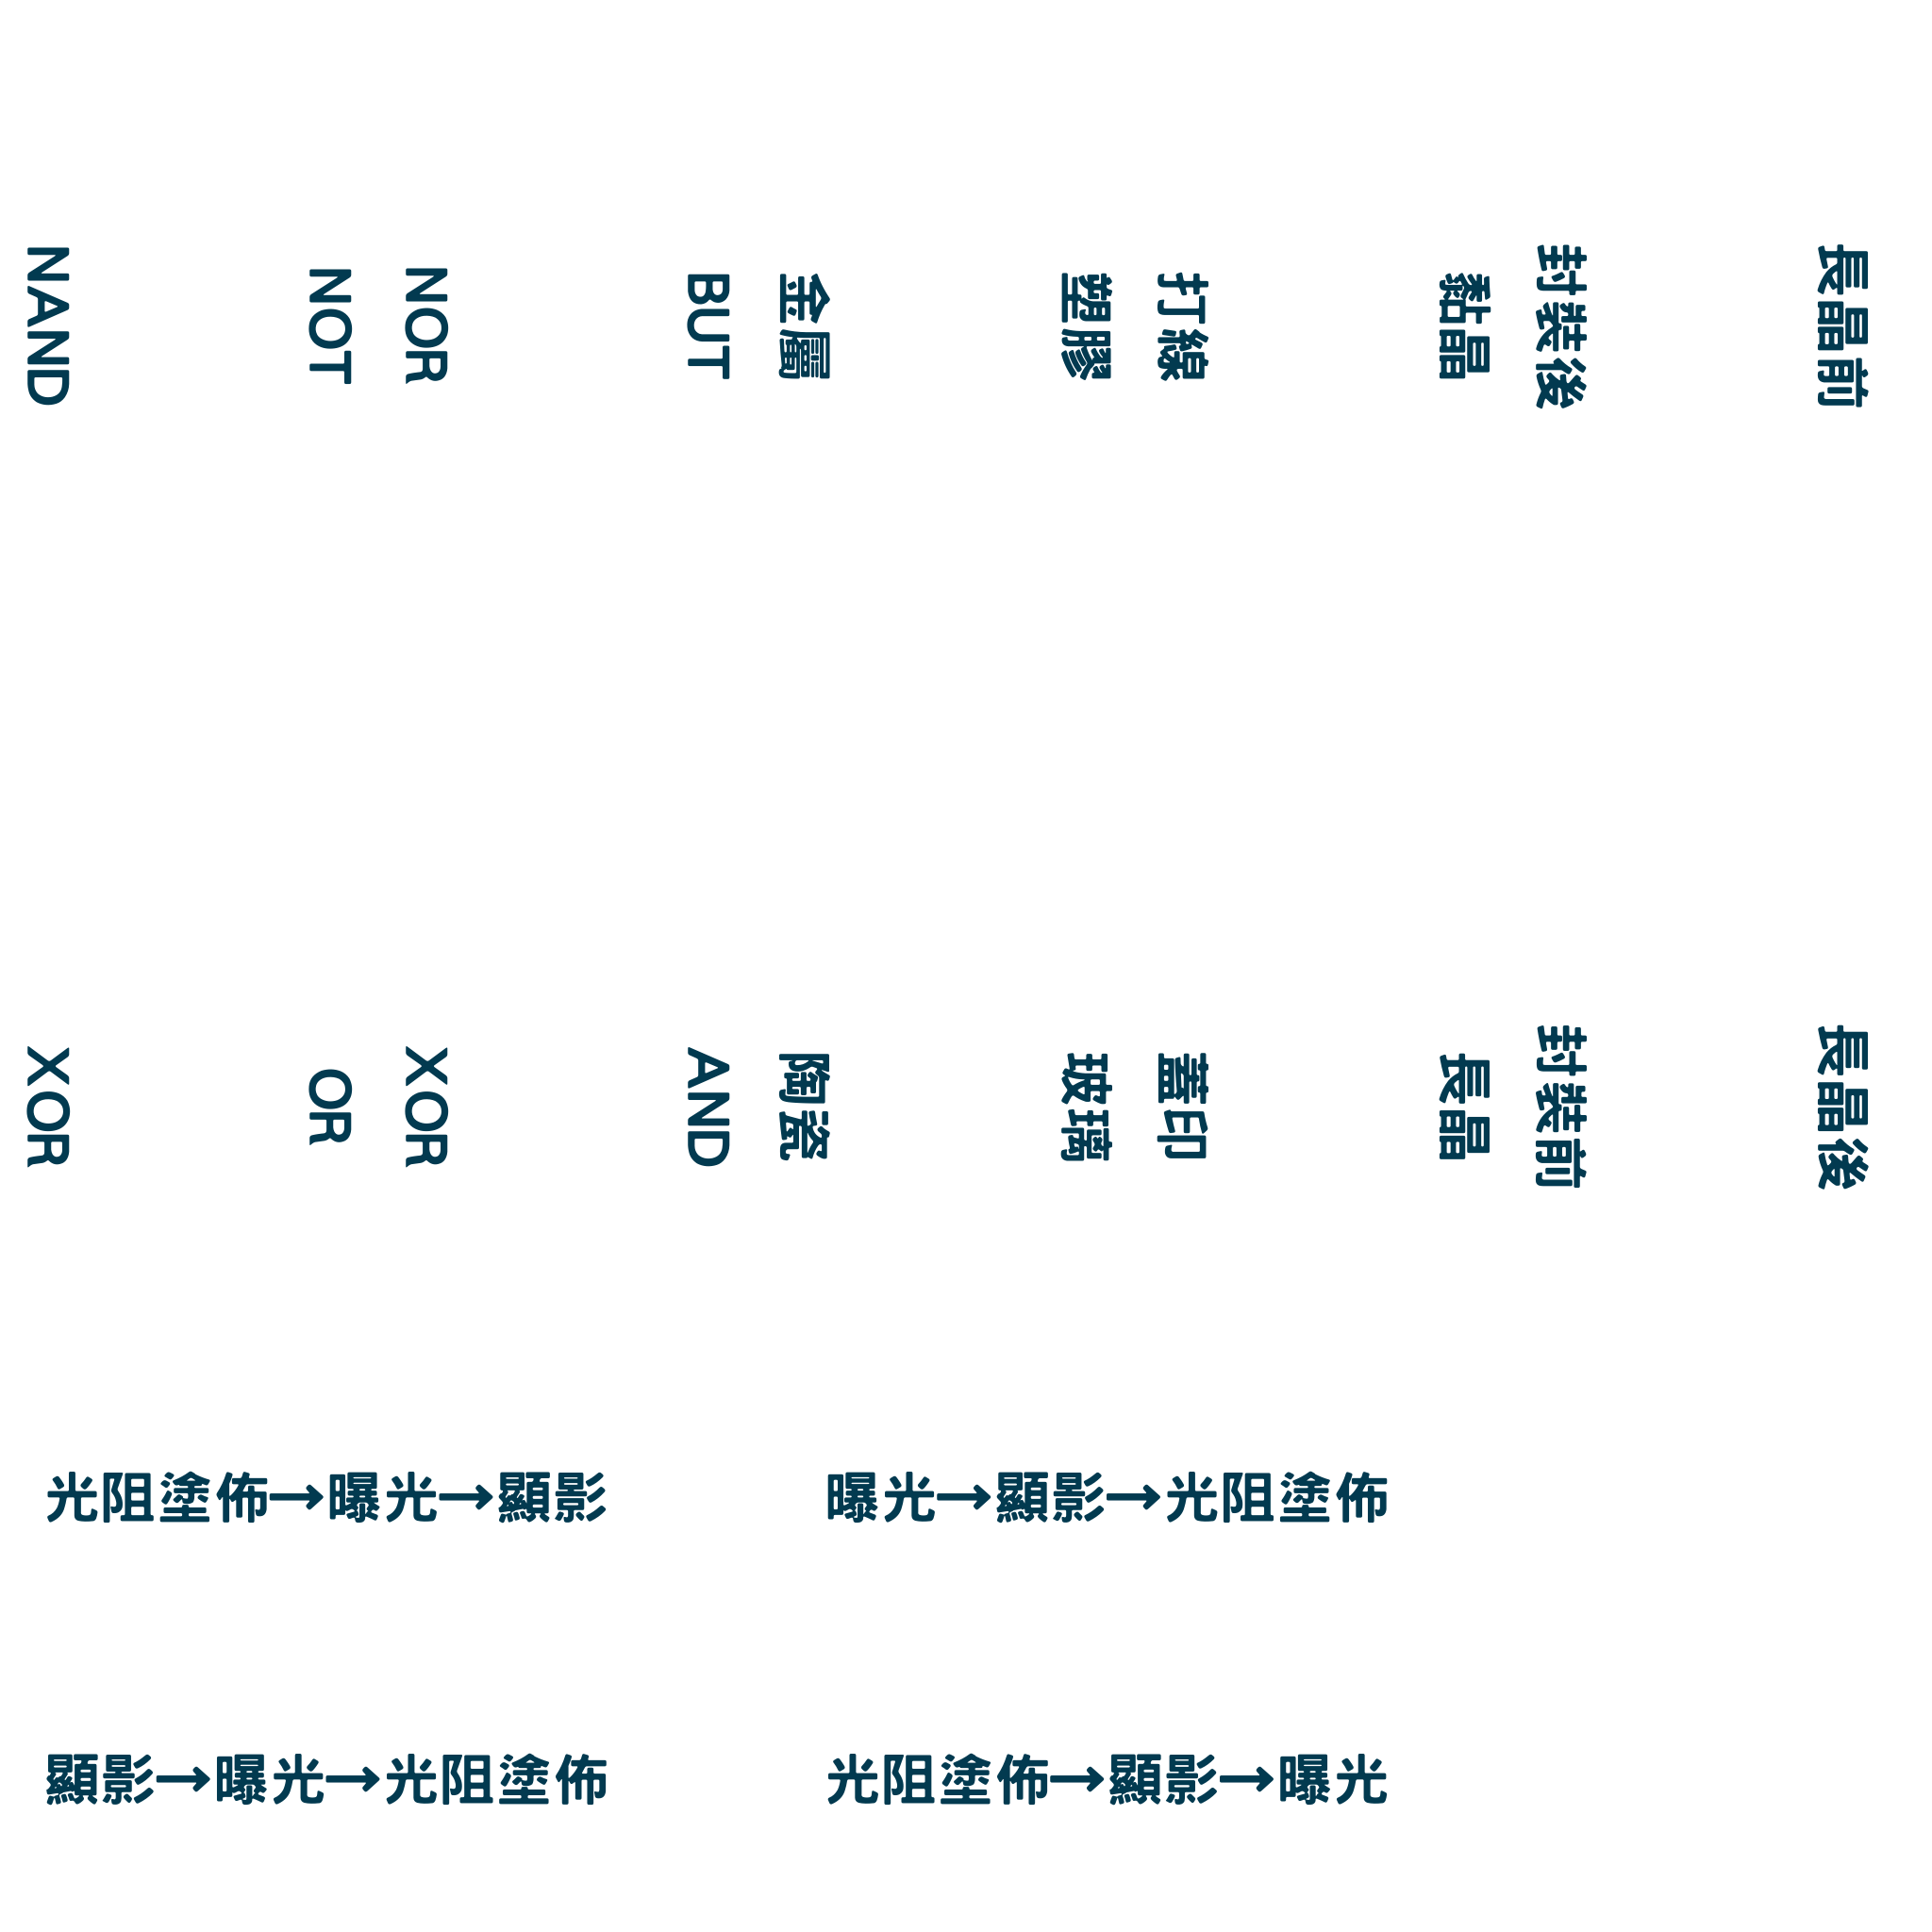 NAND
NOT
NOR
BUT
金屬
塑膠
打線
黏晶
封裝後
長晶前
XOR
OR
XOR
AND
陶瓷
玻璃
蓋印
長晶
封裝前
長晶後
光阻塗佈→曝光→顯影
曝光→顯影→光阻塗佈
顯影→曝光→光阻塗佈
光阻塗佈→顯影→曝光